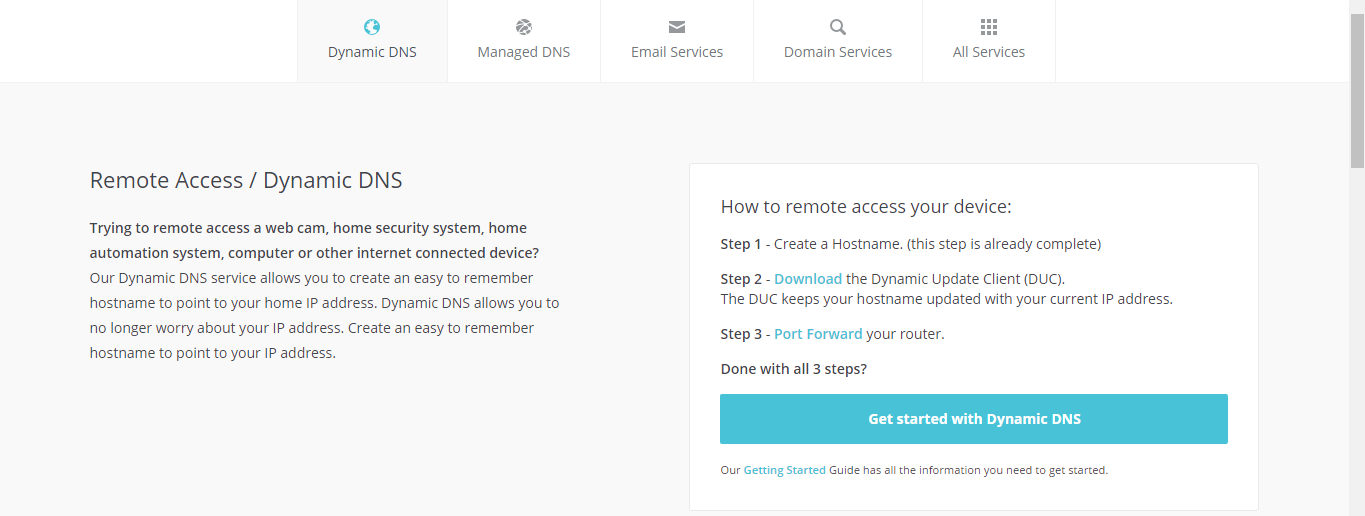 Dynamic DNS
Managed DNS
Email Services
Domain Services
All Services
Remote Access / Dynamic DNS
Trying to remote access a web cam, home security system, home
automation system, computer or other internet connected device?
Our Dynamic DNS service allows you to create an easy to remember
hostname to point to your home IP address. Dynamic DNS allows you to
no longer worry about your IP address. Create an easy to remember
hostname to point to your IP address.
How to remote access your device:
Step 1 - Create a Hostname. (this step is already complete)
Step 2 - Download the Dynamic Update Client (DUC).
The DUC keeps your hostname updated with your current IP address.
Step 3 - Port Forward your router.
Done with all 3 steps?
Get started with Dynamic DNS
Our Getting Started Guide has all the information you need to get started.